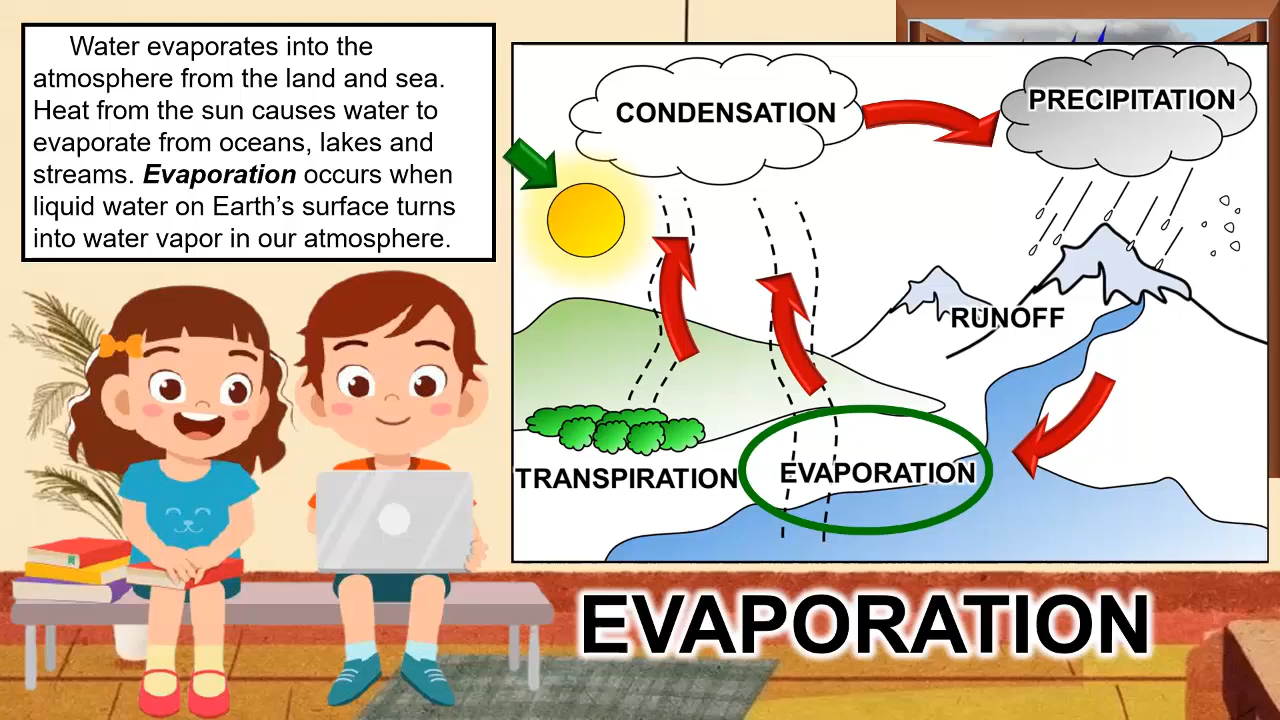 Water evaporates into the
atmosphere from the land and sea.
Heat from the sun causes water to
evaporate from oceans, lakes and
streams. Evaporation occurs when
liquid water on Earth’s surface turns
into water vapor in our atmosphere.
CONDENSATION
PRECIPITATION
RUNOFF
TRANSPIRATION
EVAPORATION
EVAPORATION